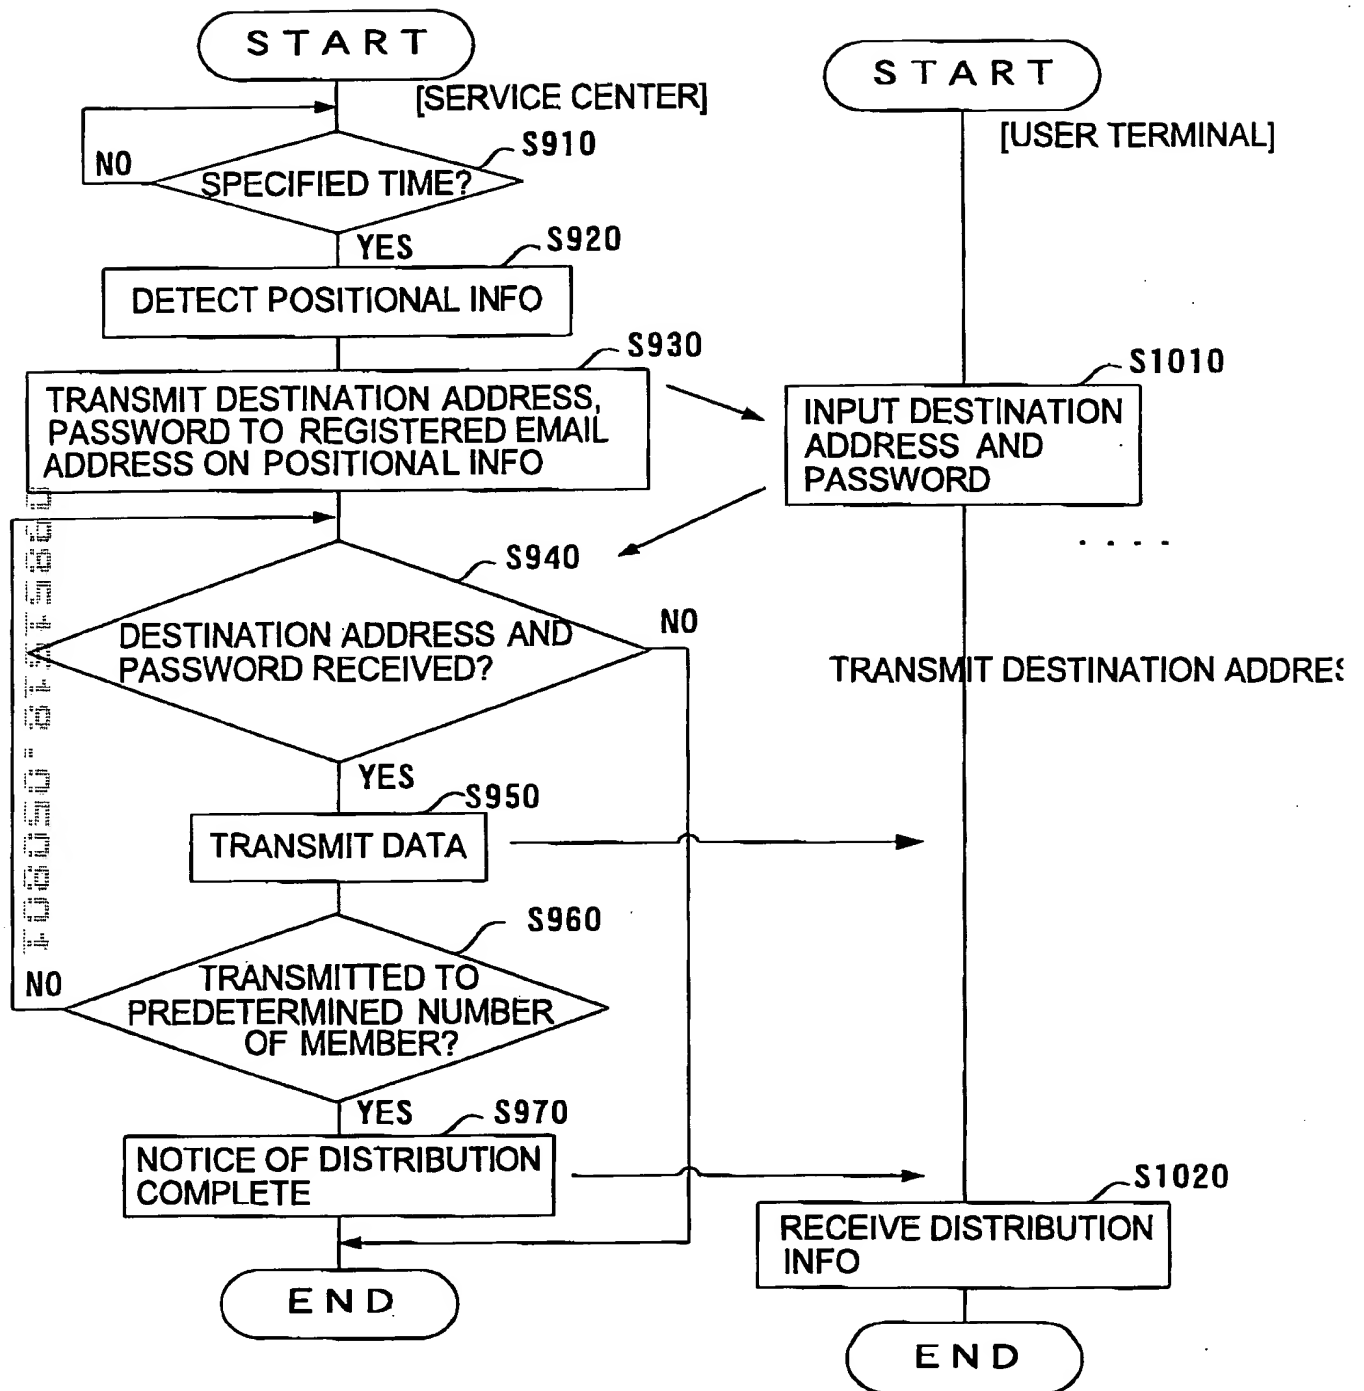 START
[SERVICE CENTER]
S910
NO
SPECIFIED TIME?
YES
S920
DETECT POSITIONAL INFO
S930
TRANSMIT DESTINATION ADDRESS,
PASSWORD TO REGISTERED EMAIL
ADDRESS ON POSITIONAL INFO
S940
NO
DESTINATION ADDRESS AND
PASSWORD RECEIVED?
YES
S950
TRANSMIT DATA
S960
NO
TRANSMITTED TO
PREDETERMINED NUMBER
OF MEMBER?
YES
S970
NOTICE OF DISTRIBUTION
COMPLETE
END
START
[USER TERMINAL]
S1010
INPUT DESTINATION
ADDRESS AND
PASSWORD
. . . .
TRANSMIT DESTINATION
S1020
RECEIVE DISTRIBUTION
INFO
END